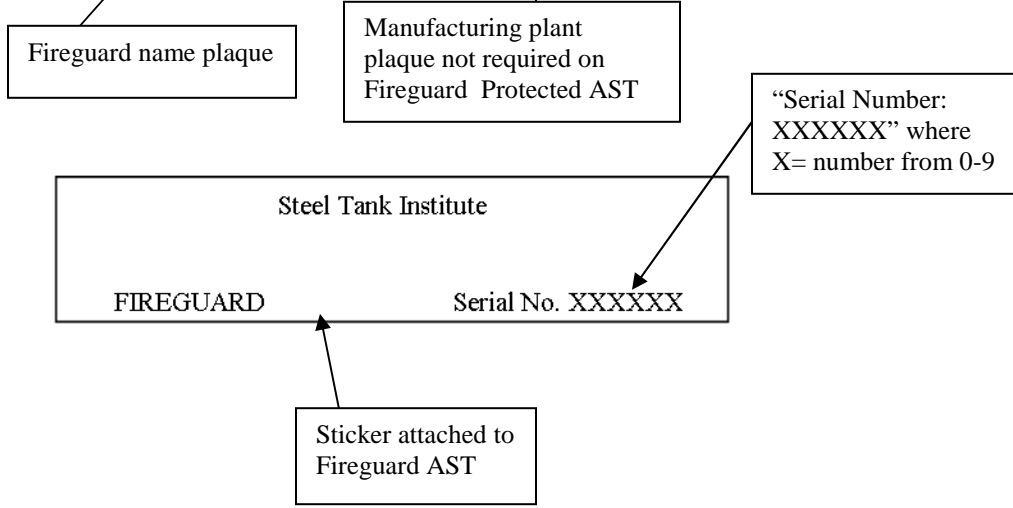 Fireguard name plaque
Manufacturing plant
plaque not required on
Fireguard Protected AST
“Serial Number:
XXXXXX” where
X= number from 0-9
Steel Tank Institute
FIREGUARD Serial No. XXXXXX
Sticker attached to
Fireguard AST